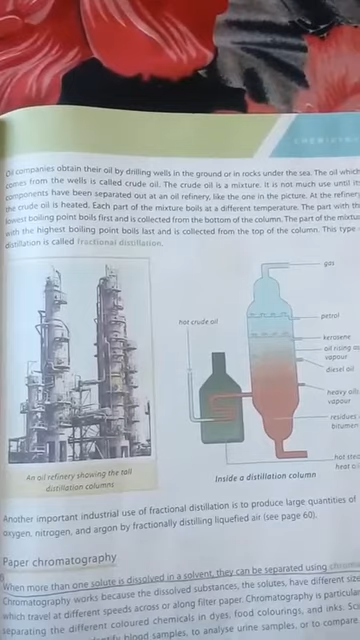 CHEMISTRY
Oil companies obtain their oil by drilling wells in the ground or in rocks under the sea. The oil which
comes from the wells is called crude oil. The crude oil is a mixture. It is not much use until its
components have been separated out at an oil refinery, like the one in the picture. At the refinery
the crude oil is heated. Each part of the mixture boils at a different temperature. The part with the
lowest boiling point boils first and is collected from the bottom of the column. The part of the mixture
with the highest boiling point boils last and is collected from the top of the column. This type
distillation is called fractional distillation.
gas
hot crude oil
petrol
kerosene
oil rising as
vapour
diesel oil
heavy oils
vapour
residues
bitumen
hot
heat
An oil refinery showing the tall
distillation columns
Inside a distillation column
Another important industrial use of fractional distillation is to produce large quantities of
oxygen, nitrogen, and argon by fractionally distilling liquefied air (see page 60).
Paper chromatography
When more than one solute is dissolved in a solvent, they can be separated using
Chromatography works because the dissolved substances, the solutes, have different size
which travel at different speeds across or along filter paper. Chromatography is particular
separating the different coloured chemicals in dyes, food colourings, and inks.
blood samples, to analyse urine samples, or to